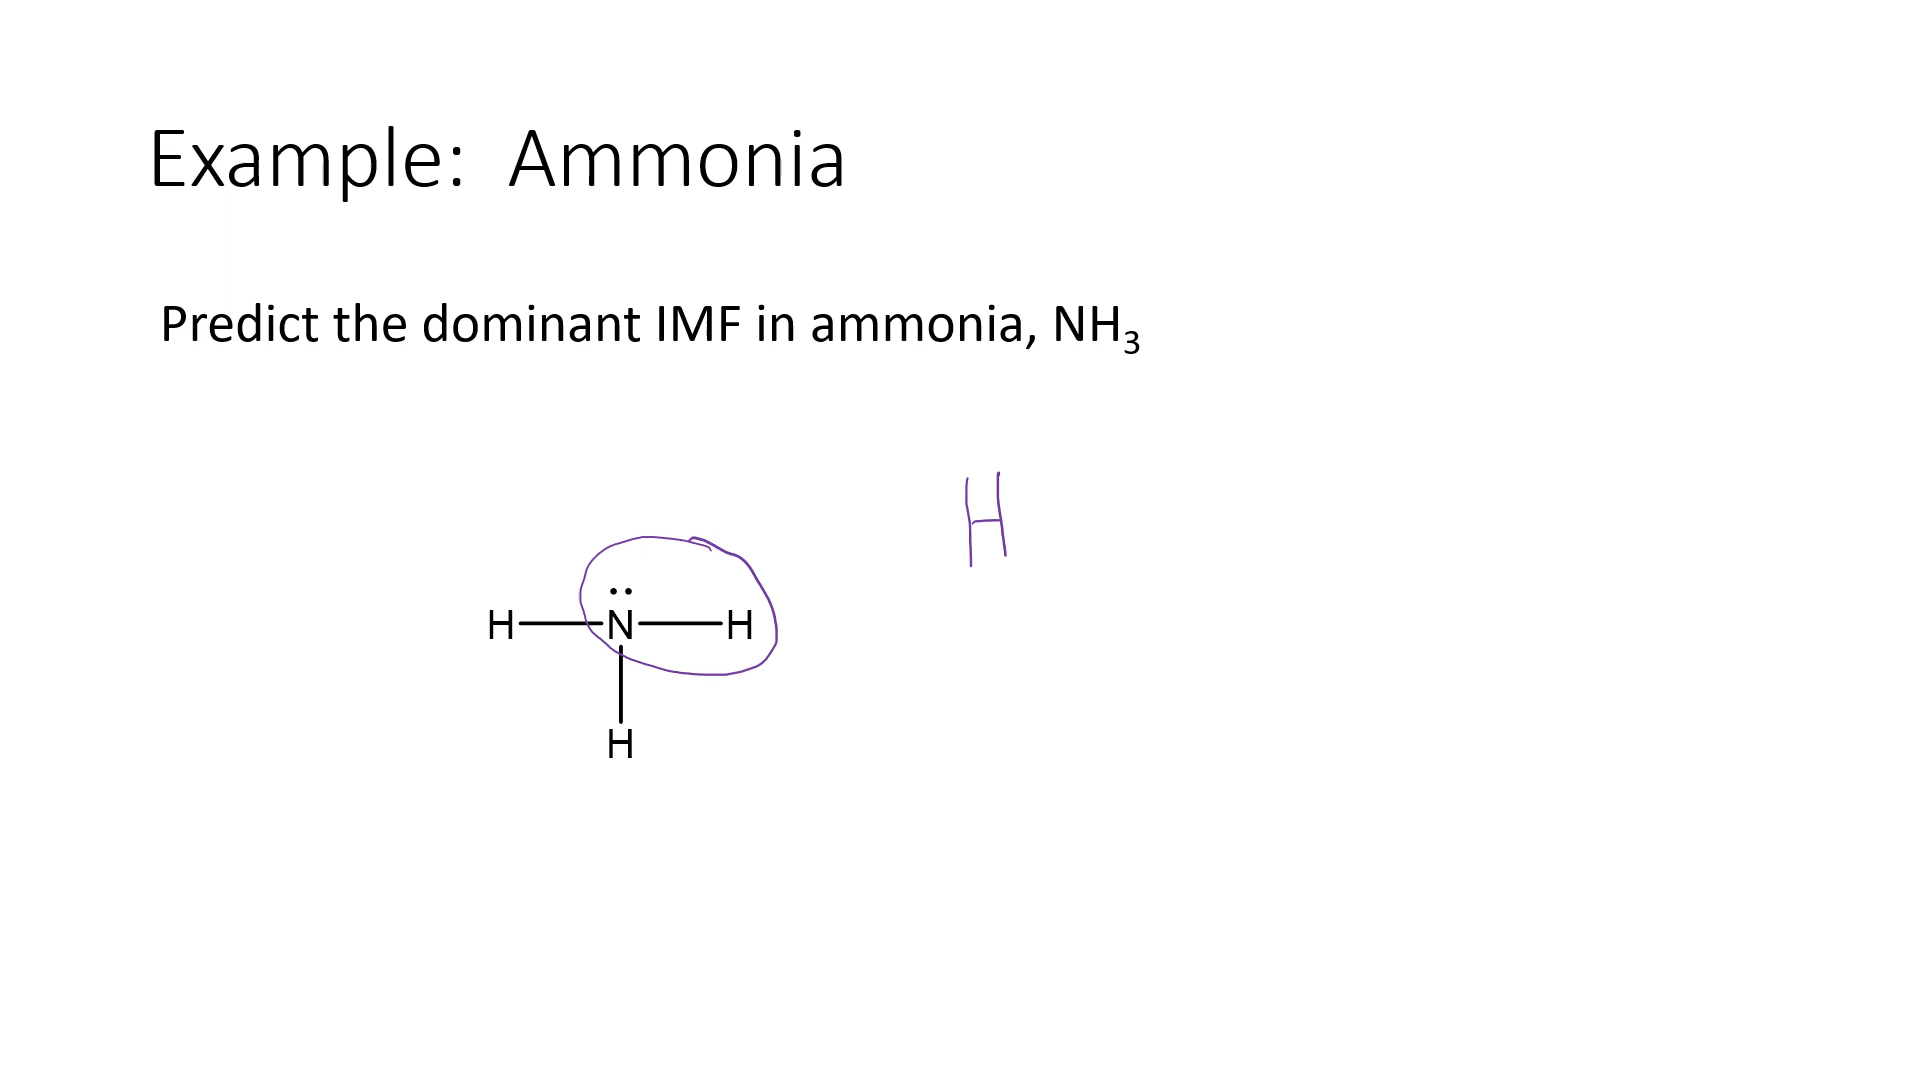 Example: Ammonia
Predict the dominant IMF in ammonia, NH₃
H
H N H
H